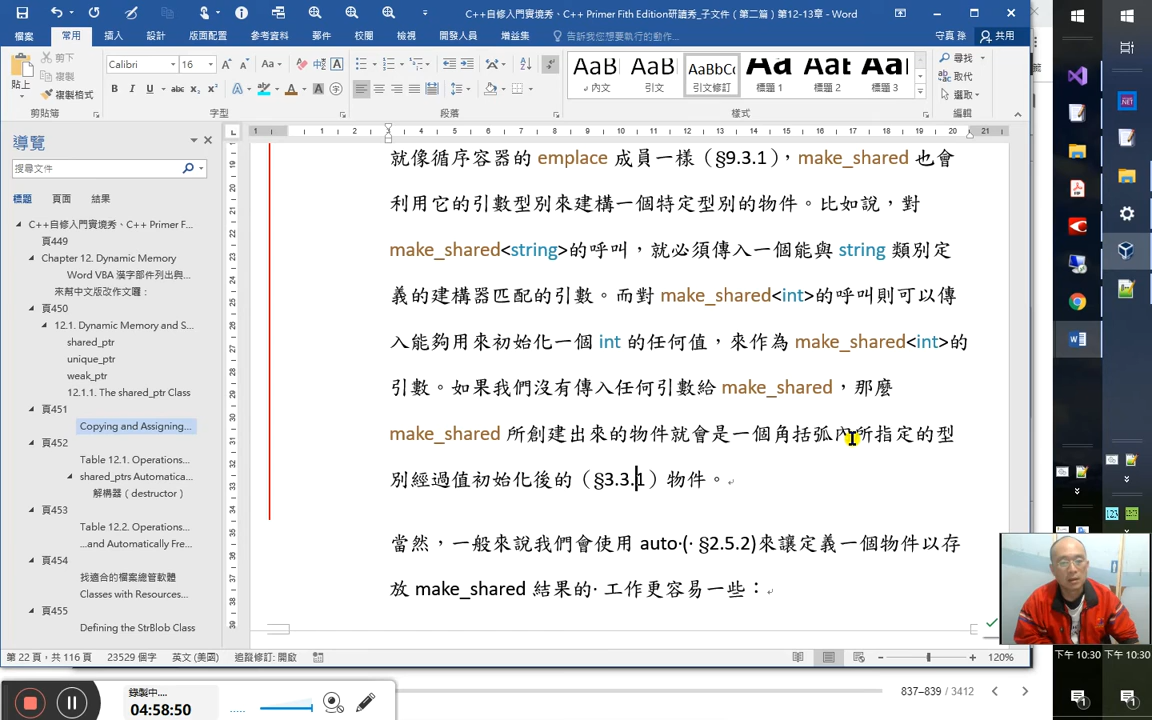 C++自修入門實境秀、C++ Primer Fith Edition研讀秀_子文件（第二篇）第12-13章 - Word
檔案 常用 插入 設計 版面配置 參考資料 郵件 校閱 檢視 開發人員 增益集 告訴我您想要執行的動作... 守真 孫 共用
貼上 剪下 複製 複製格式 剪貼簿
Calibri 16 字型
段落
AaB AaB AaBbCc AaB AaB AaB
內文 引文 引文修訂 標題 1 標題 2 標題 3 樣式
尋找 取代 選取 編輯
導覽
搜尋文件
標題 頁面 結果
C++自修入門實境秀、C++ Primer F...
頁449
Chapter 12. Dynamic Memory
Word VBA 漢字部件列出與...
來幫中文版改作文囉：
頁450
12.1. Dynamic Memory and S...
shared_ptr
unique_ptr
weak_ptr
12.1.1. The shared_ptr Class
頁451
Copying and Assigning...
頁452
Table 12.1. Operations...
shared_ptrs Automatica...
解構器（destructor）
頁453
Table 12.2. Operations...
...and Automatically Fre...
頁454
找適合的檔案總管軟體
Classes with Resources...
頁455
Defining the StrBlob Class
就像循序容器的 emplace 成員一樣（§9.3.1），make_shared 也會
利用它的引數型別來建構一個特定型別的物件。比如說，對
make_shared<string>的呼叫，就必須傳入一個能與 string 類別定
義的建構器匹配的引數。而對 make_shared<int>的呼叫則可以傳
入能夠用來初始化一個 int 的任何值，來作為 make_shared<int>的
引數。如果我們沒有傳入任何引數給 make_shared，那麼
make_shared 所創建出來的物件就會是一個角括弧內所指定的型
別經過值初始化後的（§3.3.1）物件。
當然，一般來說我們會使用 auto (  §2.5.2)來讓定義一個物件以存
放 make_shared 結果的  工作更容易一些：
第 22 頁，共 116 頁 23529 個字 英文 (美國) 追蹤修訂: 開啟 120%
錄製中....
04:58:50
837–839 / 3412
下午 10:30 下午 10:30